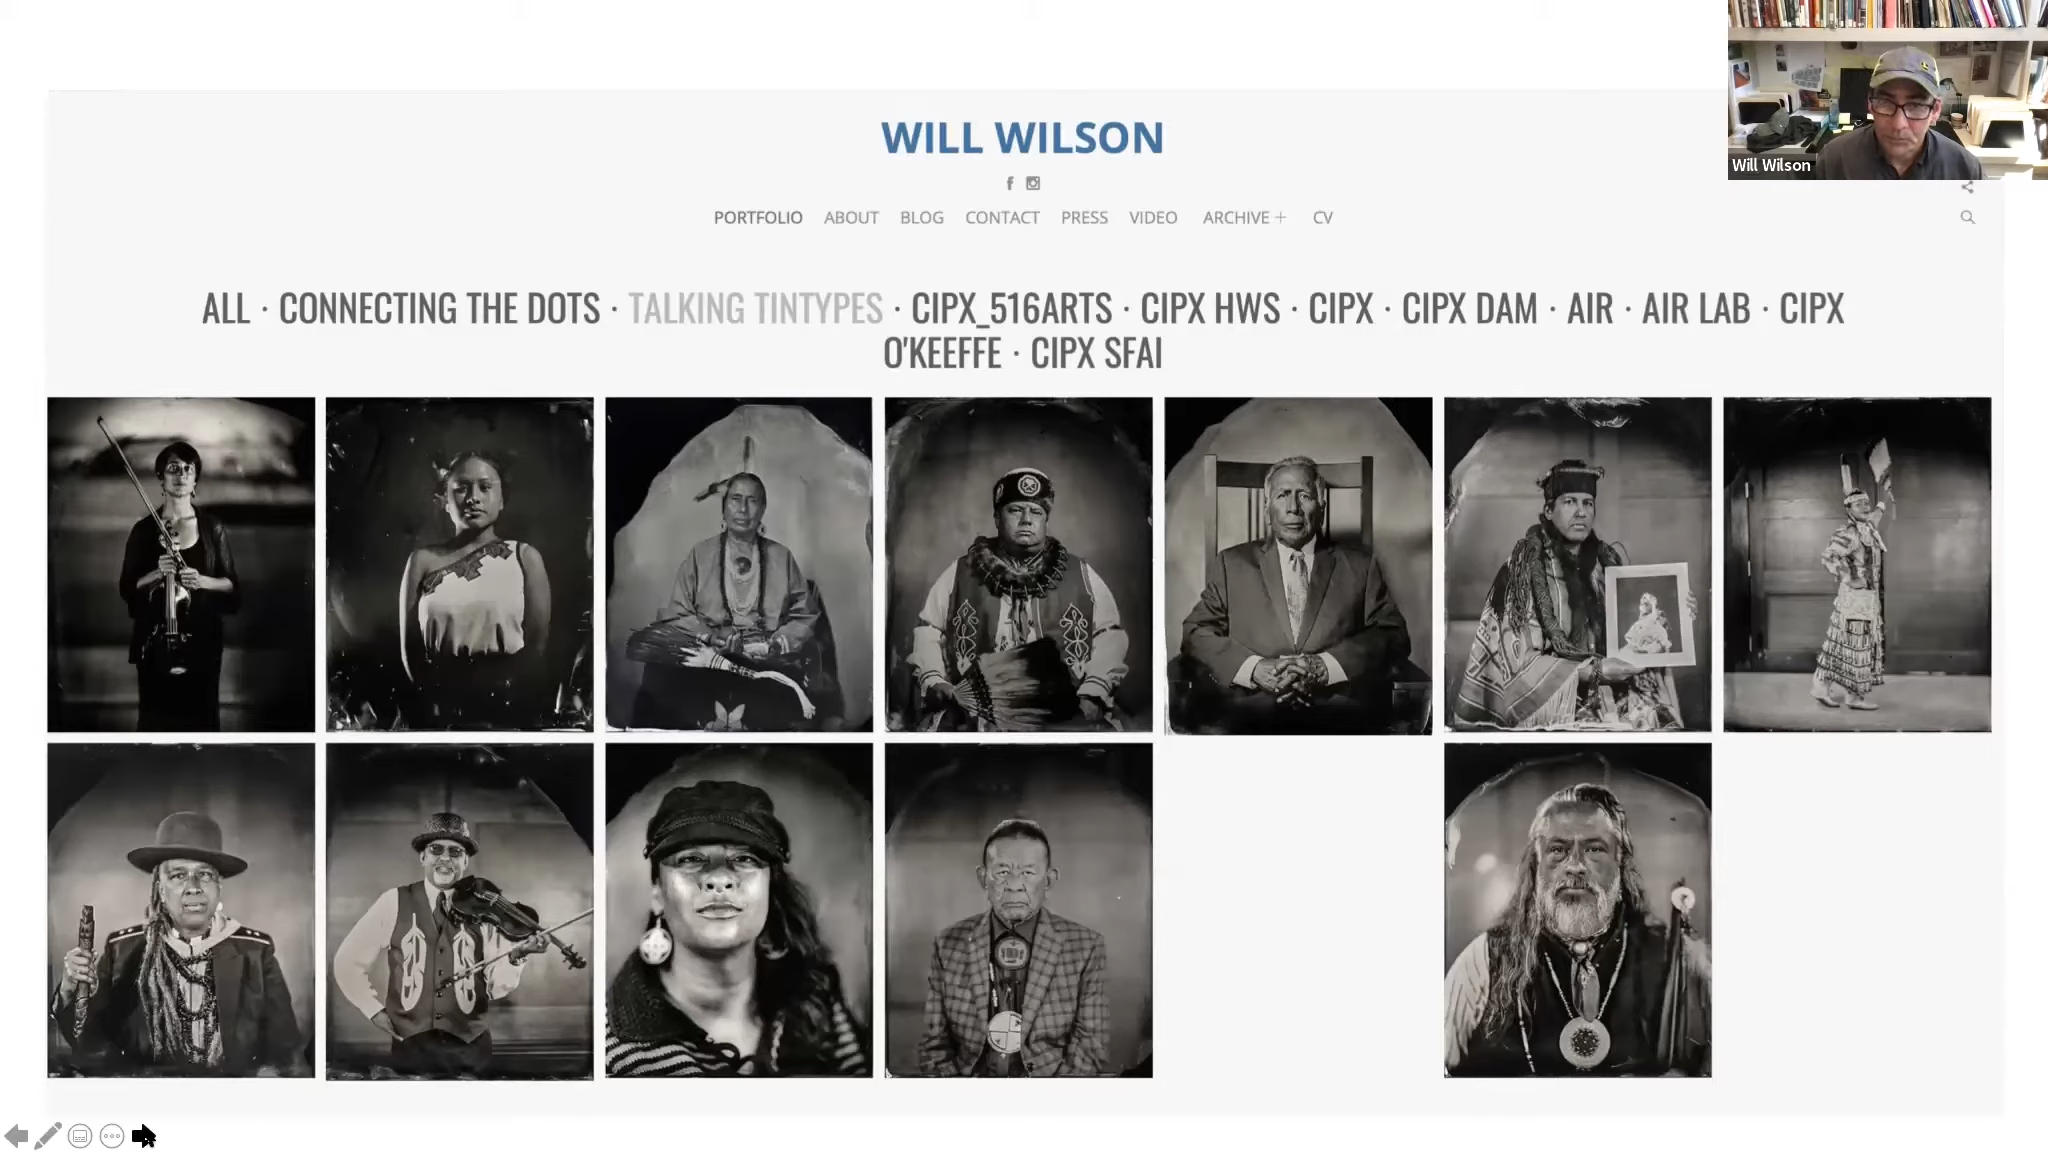 WILL WILSON
Will Wilson
PORTFOLIO ABOUT BLOG CONTACT PRESS VIDEO ARCHIVE + CV
ALL · CONNECTING THE DOTS · TALKING TINTYPES · CIPX_516ARTS · CIPX HWS · CIPX · CIPX DAM · AIR · AIR LAB · CIPX
O'KEEFFE · CIPX SFAI